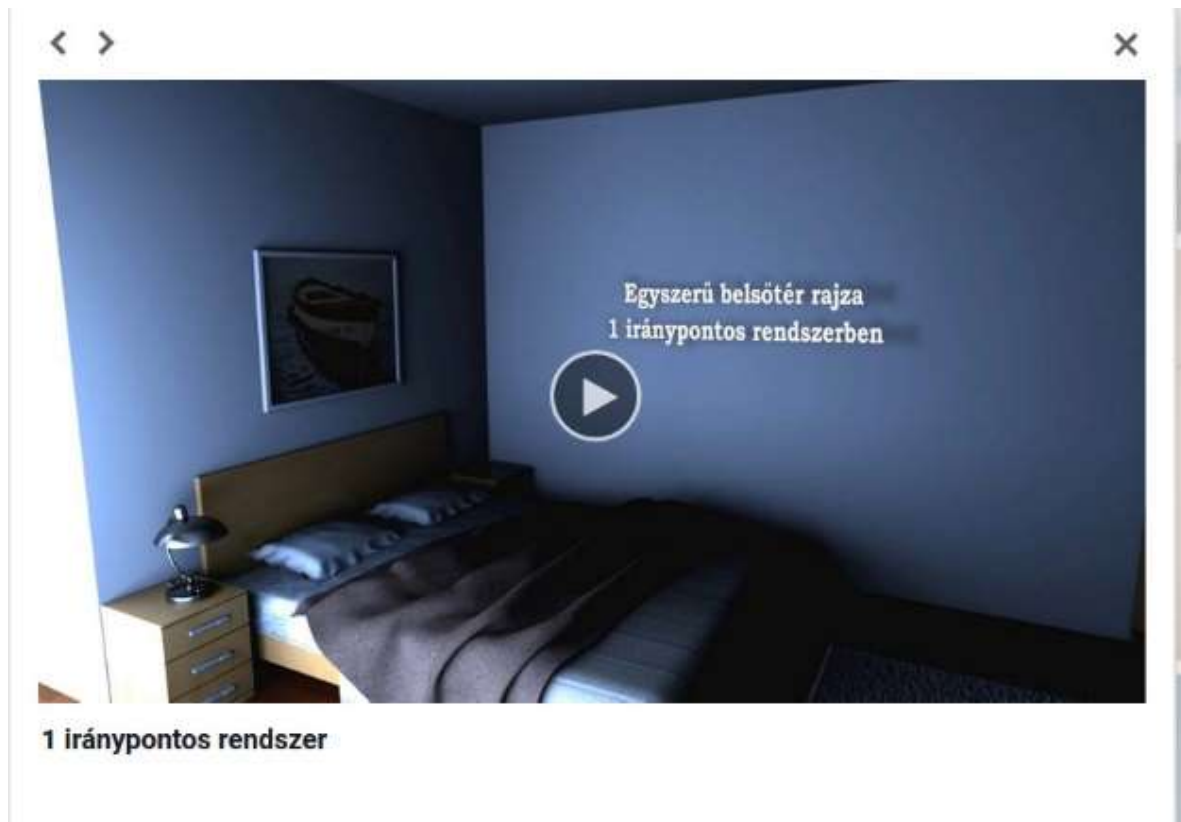 Egyszerű belsőtér rajza
1 iránypontos rendszerben
1 iránypontos rendszer